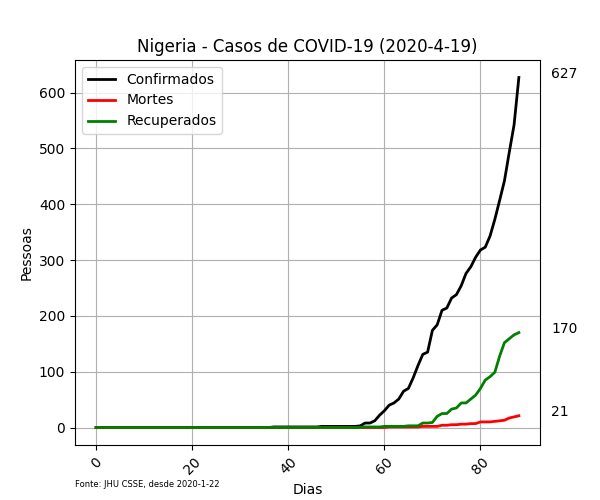 Nigeria - Casos de COVID-19 (2020-4-19)
Confirmados
Mortes
Recuperados
627
170
21
Pessoas
600
500
400
300
200
100
0
0
20
40
60
80
Dias
Fonte: JHU CSSE, desde 2020-1-22